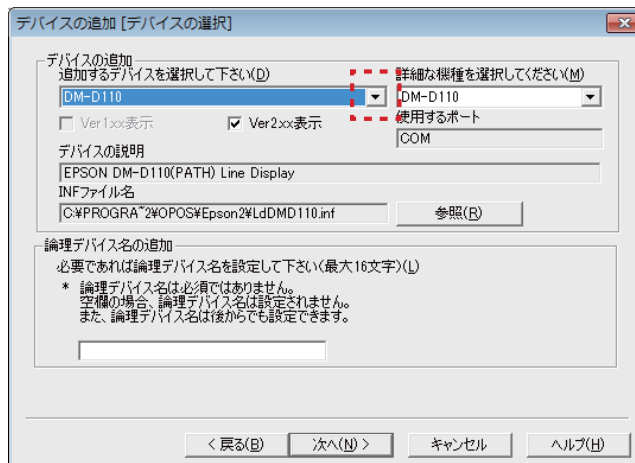 デバイスの追加 [デバイスの選択]
デバイスの追加
追加するデバイスを選択して下さい(D)
詳細な機種を選択してください(M)
DM-D110
DM-D110
Ver1.xx表示
Ver2.xx表示
使用するポート
COM
デバイスの説明
EPSON DM-D110(PATH) Line Display
INFファイル名
C:¥PROGRA~2¥OPOS¥Epson2¥LdDMD110.inf
参照(R)
論理デバイス名の追加
必要であれば論理デバイス名を設定して下さい(最大16文字)(L)
* 論理デバイス名は必須ではありません。
空欄の場合、論理デバイス名は設定されません。
また、論理デバイス名は後からでも設定できます。
< 戻る(B)
次へ(N) >
キャンセル
ヘルプ(H)